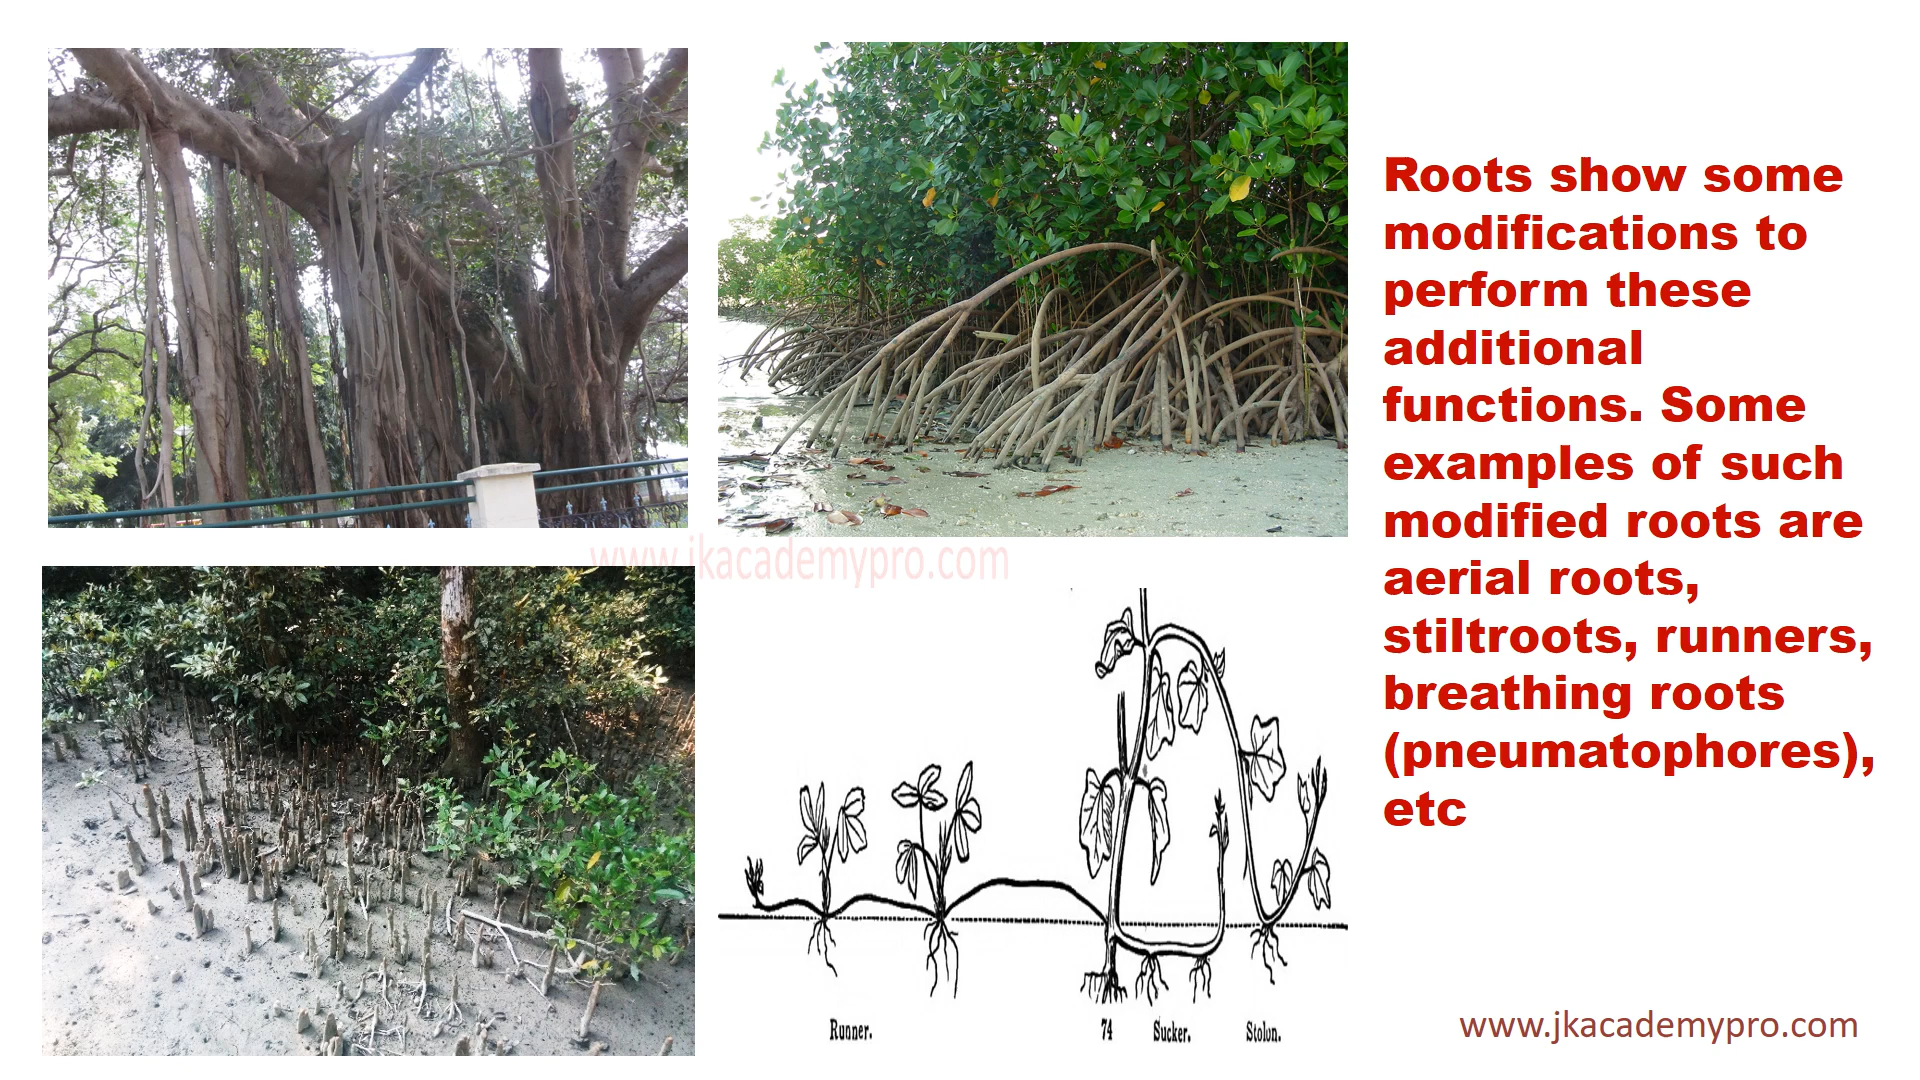 Roots show some
modifications to
perform these
additional
functions. Some
examples of such
modified roots are
aerial roots,
stiltroots, runners,
breathing roots
(pneumatophores),
etc
www.jkacademypro.com
Runner.
74
Sucker.
Stolon.
www.jkacademypro.com